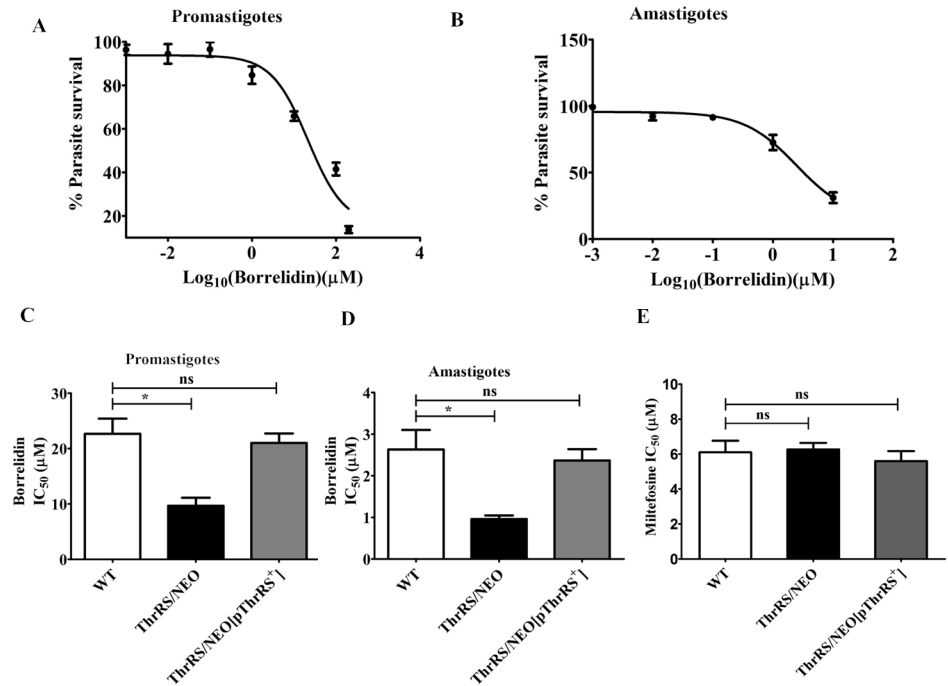 A
Promastigotes
% Parasite survival
100
80
60
40
20
-2
0
2
4
Log10(Borrelidin)(μM)
B
Amastigotes
% Parasite survival
150
100
50
0
-3
-2
-1
0
1
2
Log10(Borrelidin)(μM)
C
Promastigotes
ns
*
Borrelidin
IC50 (μM)
30
20
10
0
WT
ThrRS/NEO
ThrRS/NEO[pThrRS+]
D
Amastigotes
ns
*
Borrelidin
IC50 (μM)
4
3
2
1
0
WT
ThrRS/NEO
ThrRS/NEO[pThrRS+]
E
ns
ns
Miltefosine IC50 (μM)
10
8
6
4
2
0
WT
ThrRS/NEO
ThrRS/NEO[pThrRS+]